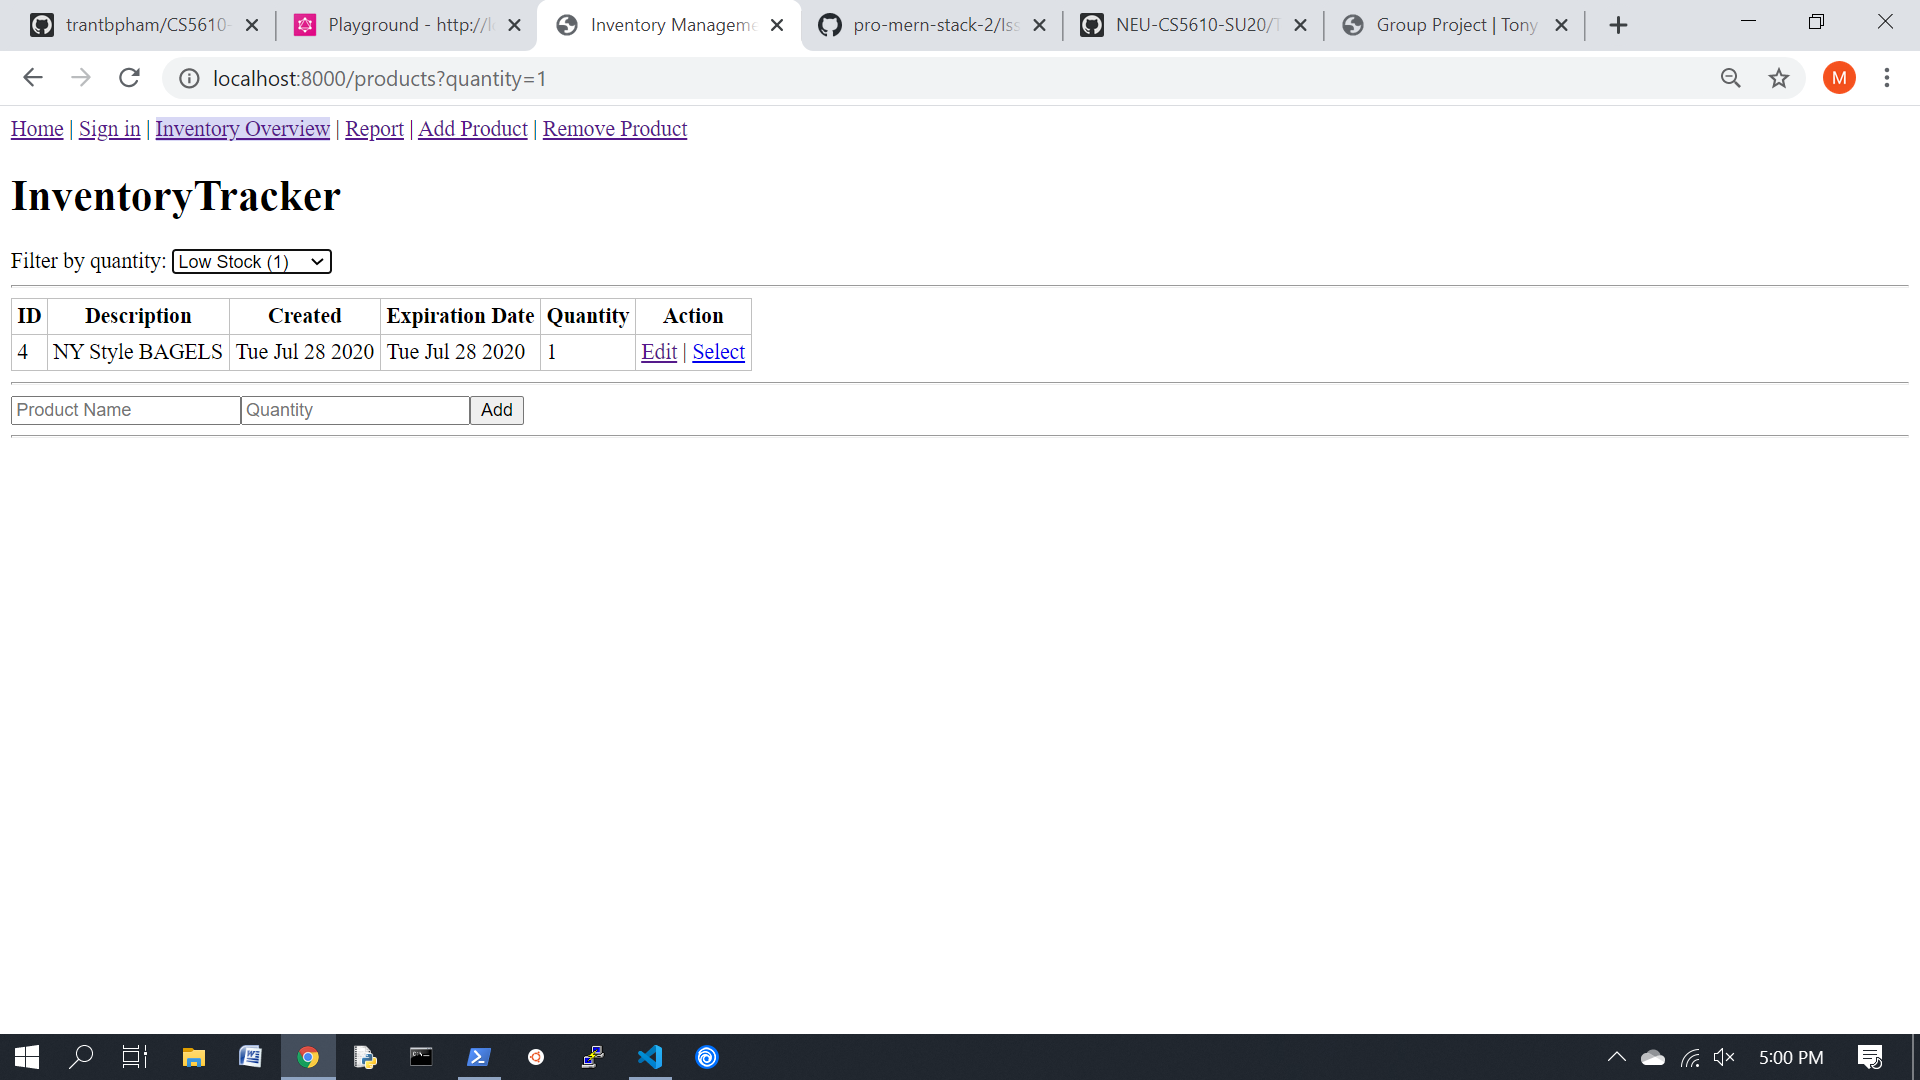 trantbpham/CS5610-
Playground - http://l
Inventory Manageme
pro-mern-stack-2/Iss
NEU-CS5610-SU20/T
Group Project | Tony
localhost:8000/products?quantity=1
M
Home | Sign in | Inventory Overview | Report | Add Product | Remove Product
InventoryTracker
Filter by quantity: Low Stock (1)
ID Description Created Expiration Date Quantity Action
4 NY Style BAGELS Tue Jul 28 2020 Tue Jul 28 2020 1 Edit | Select
Product Name Quantity Add
5:00 PM